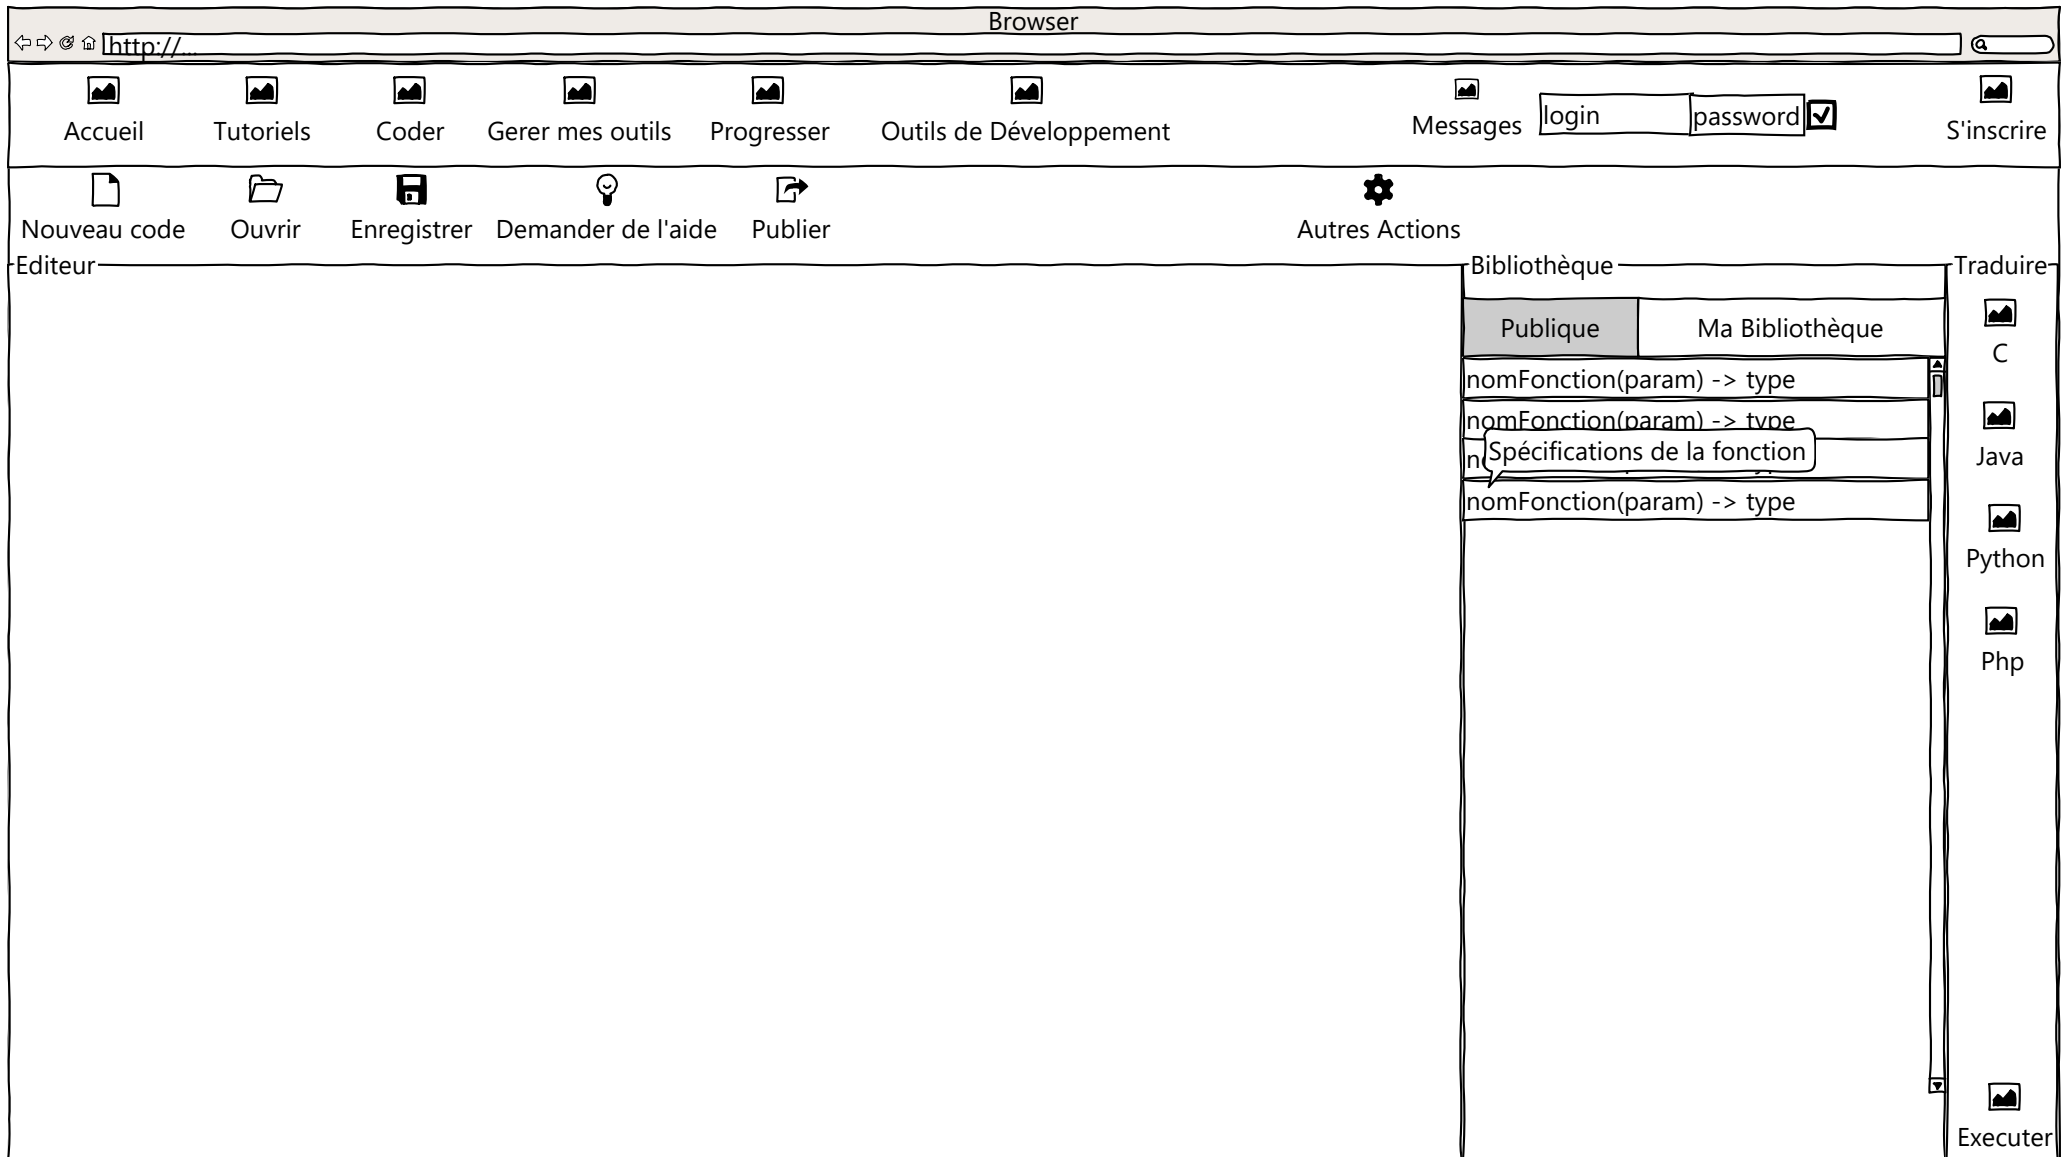 Browser
http://...
Accueil
Tutoriels
Coder
Gerer mes outils
Progresser
Outils de Développement
Messages
login
password
S'inscrire
Nouveau code
Ouvrir
Enregistrer
Demander de l'aide
Publier
Autres Actions
Editeur
Bibliothèque
Traduire
Publique
Ma Bibliothèque
C
nomFonction(param) -> type
nomFonction(param) -> type
Spécifications de la fonction
Java
nomFonction(param) -> type
Python
Php
Executer